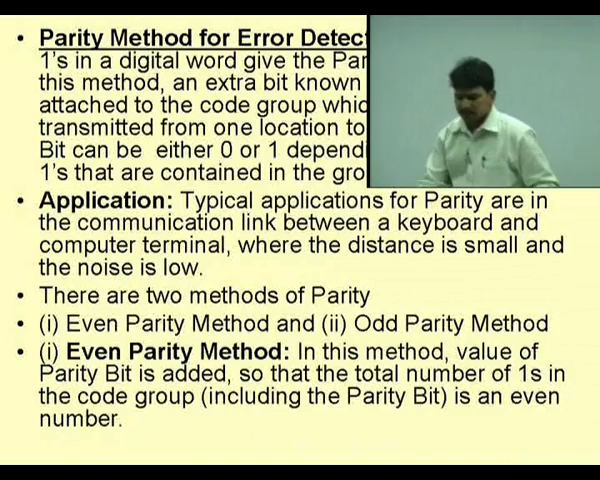 • Parity Method for Error Detec
1's in a digital word give the Par
this method, an extra bit known
attached to the code group whic
transmitted from one location to
Bit can be either 0 or 1 dependi
1's that are contained in the gro
• Application: Typical applications for Parity are in
the communication link between a keyboard and
computer terminal, where the distance is small and
the noise is low.
• There are two methods of Parity
• (i) Even Parity Method and (ii) Odd Parity Method
• (i) Even Parity Method: In this method, value of
Parity Bit is added, so that the total number of 1s in
the code group (including the Parity Bit) is an even
number.